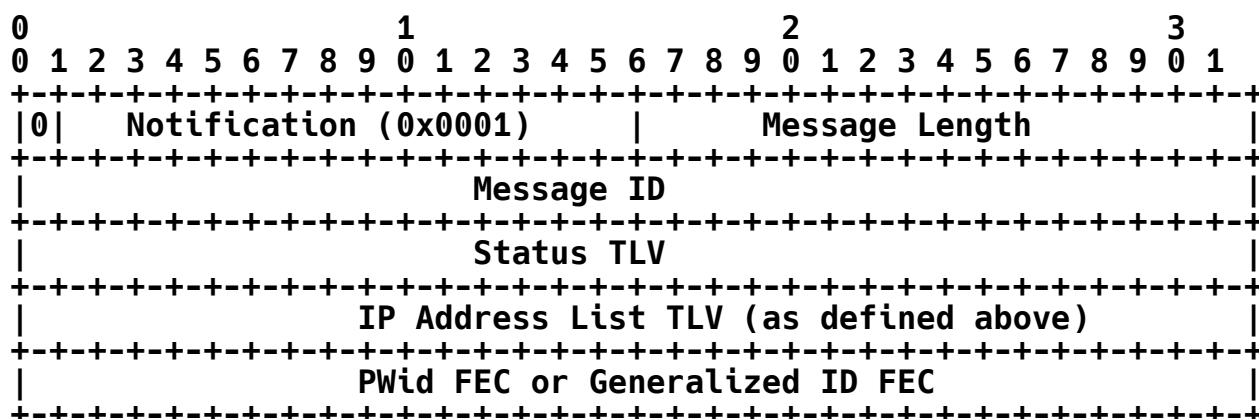 0                   1                   2                   3
0 1 2 3 4 5 6 7 8 9 0 1 2 3 4 5 6 7 8 9 0 1 2 3 4 5 6 7 8 9 0 1
+-+-+-+-+-+-+-+-+-+-+-+-+-+-+-+-+-+-+-+-+-+-+-+-+-+-+-+-+-+-+-+-+
|0|   Notification (0x0001)     |      Message Length           |
+-+-+-+-+-+-+-+-+-+-+-+-+-+-+-+-+-+-+-+-+-+-+-+-+-+-+-+-+-+-+-+-+
|                       Message ID                              |
+-+-+-+-+-+-+-+-+-+-+-+-+-+-+-+-+-+-+-+-+-+-+-+-+-+-+-+-+-+-+-+-+
|                       Status TLV                              |
+-+-+-+-+-+-+-+-+-+-+-+-+-+-+-+-+-+-+-+-+-+-+-+-+-+-+-+-+-+-+-+-+
|                 IP Address List TLV (as defined above)        |
+-+-+-+-+-+-+-+-+-+-+-+-+-+-+-+-+-+-+-+-+-+-+-+-+-+-+-+-+-+-+-+-+
|                 PWid FEC or Generalized ID FEC                |
+-+-+-+-+-+-+-+-+-+-+-+-+-+-+-+-+-+-+-+-+-+-+-+-+-+-+-+-+-+-+-+-+